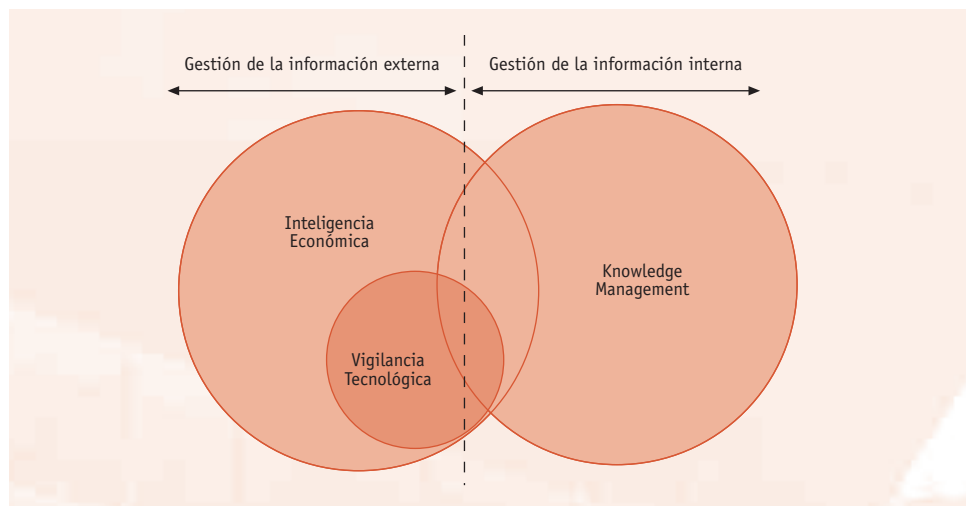 Gestión de la información externa
Gestión de la información interna
Inteligencia
Económica
Knowledge
Management
Vigilancia
Tecnológica